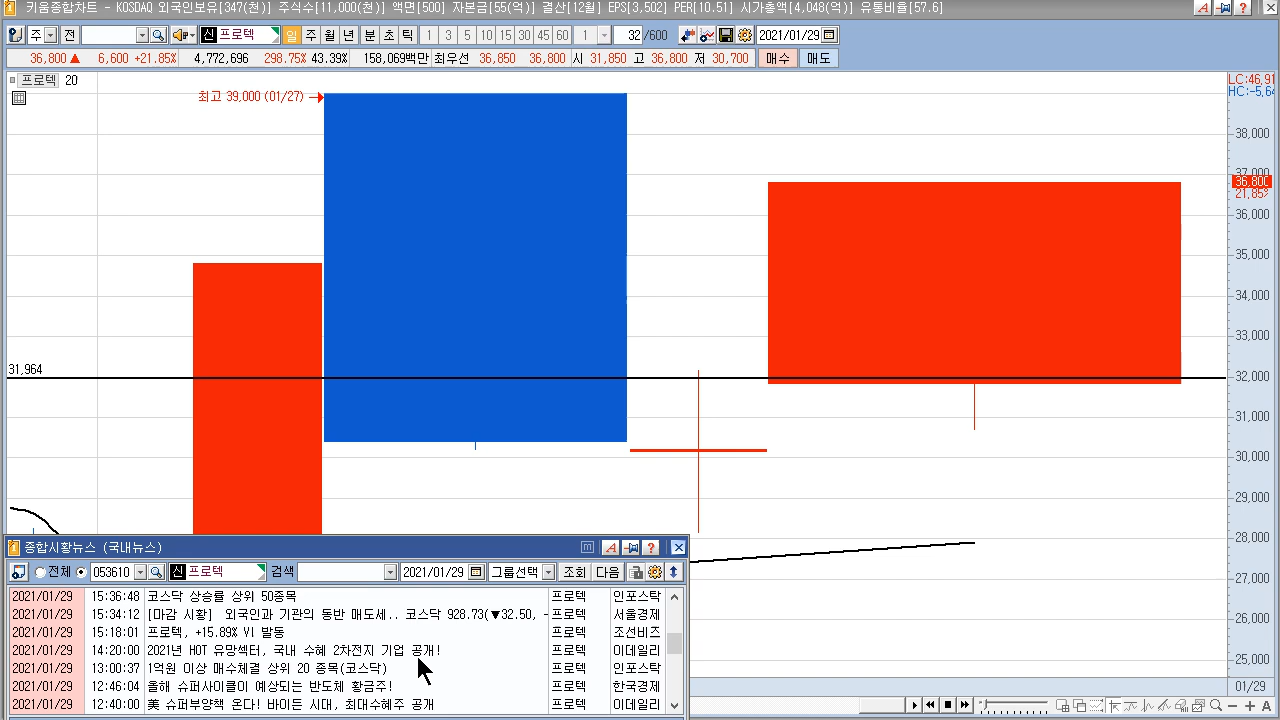 키움종합차트 - KOSDAQ 외국인보유[347(천)] 주식수[11,000(천)] 액면[500] 자본금[55(억)] 결산[12월] EPS[3,502] PER[10.51] 시가총액[4,048(억)] 유통비율[57.6]
주 전 신 프로텍 일 주 월 년 분 초 틱 1 3 5 10 15 30 45 60 1 32 /600 2021/01/29
36,800 ▲ 6,600 +21.85% 4,772,696 298.75% 43.39% 158,069백만 최우선 36,850 36,800 시 31,850 고 36,800 저 30,700 매수 매도
프로텍 20
LC:46,91
HC:-5,64
최고 39,000 (01/27) →
38,000
37,000
36,800
21.85%
36,000
35,000
34,000
33,000
31,964
32,000
31,000
30,000
29,000
28,000
27,000
26,000
25,000
01/29
종합시황뉴스 (국내뉴스)
전체 053610 신 프로텍 검색 2021/01/29 그룹선택 조회 다음
2021/01/29 15:36:48 코스닥 상승률 상위 50종목 프로텍 인포스탁
2021/01/29 15:34:12 [마감 시황] 외국인과 기관의 동반 매도세.. 코스닥 928.73(▼32.50, - 프로텍 서울경제
2021/01/29 15:18:01 프로텍, +15.89% VI 발동 프로텍 조선비즈
2021/01/29 14:20:00 2021년 HOT 유망섹터, 국내 수혜 2차전지 기업 공개! 프로텍 이데일리
2021/01/29 13:00:37 1억원 이상 매수체결 상위 20 종목(코스닥) 프로텍 인포스탁
2021/01/29 12:46:04 올해 슈퍼사이클이 예상되는 반도체 황금주! 프로텍 한국경제
2021/01/29 12:40:00 美 슈퍼부양책 온다! 바이든 시대, 최대수혜주 공개 프로텍 이데일리